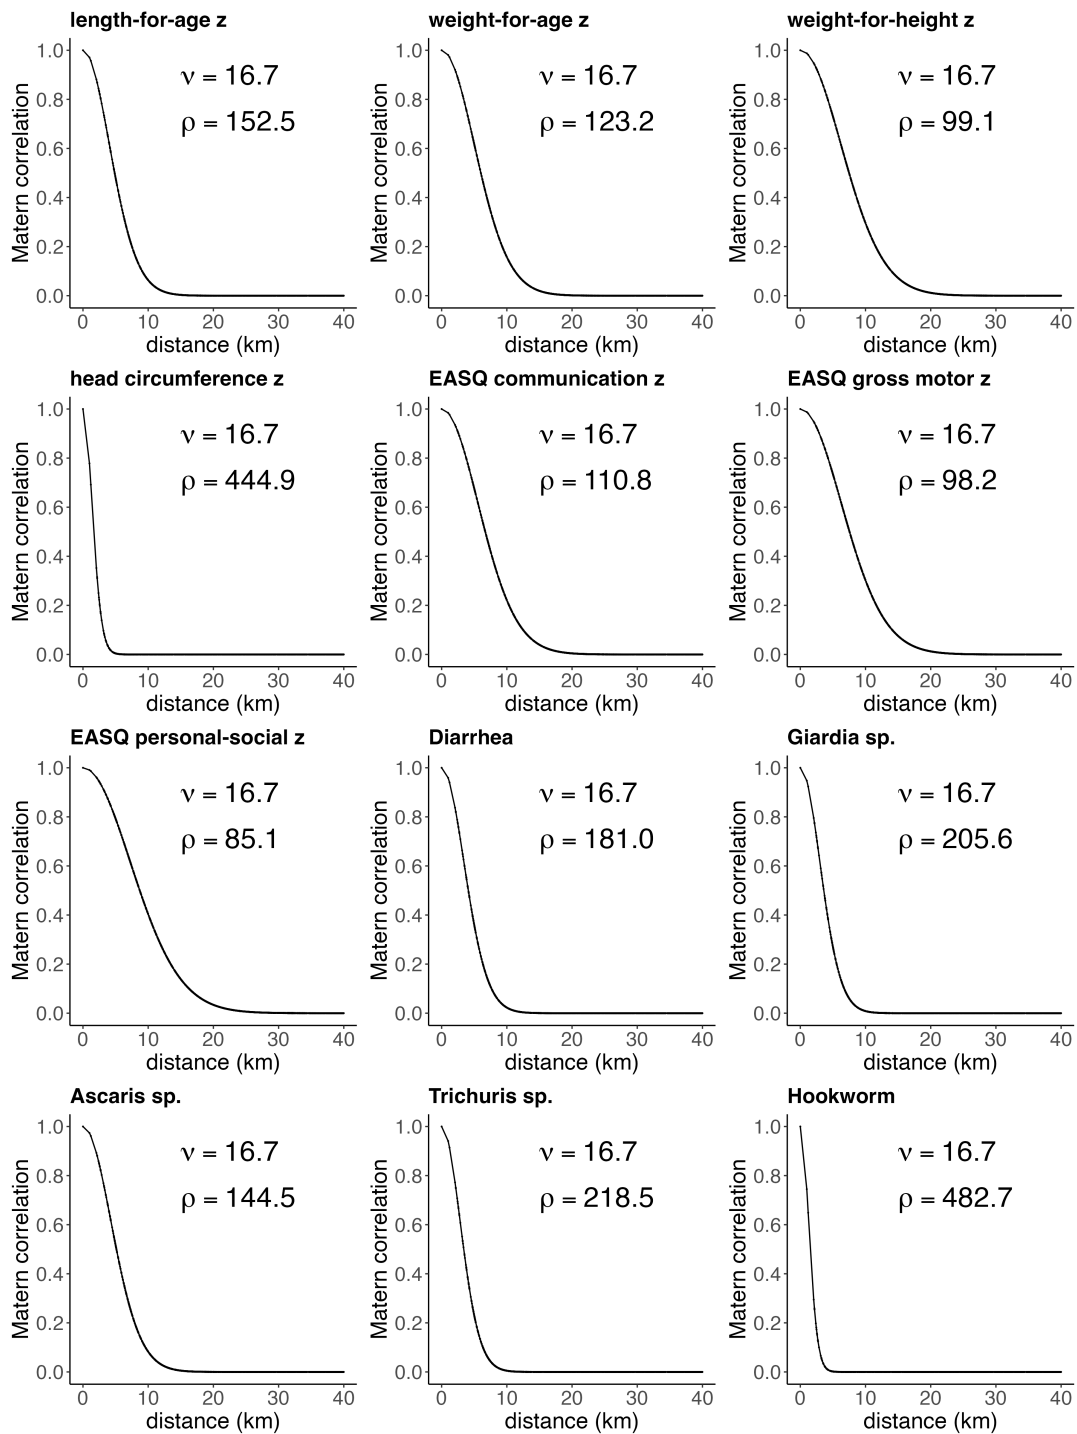 length-for-age z
weight-for-age z
weight-for-height z
Matern correlation
1.0
0.8
0.6
0.4
0.2
0.0
ν = 16.7
ρ = 152.5
0 10 20 30 40
distance (km)
Matern correlation
1.0
0.8
0.6
0.4
0.2
0.0
ν = 16.7
ρ = 123.2
0 10 20 30 40
distance (km)
Matern correlation
1.0
0.8
0.6
0.4
0.2
0.0
ν = 16.7
ρ = 99.1
0 10 20 30 40
distance (km)
head circumference z
EASQ communication z
EASQ gross motor z
Matern correlation
1.0
0.8
0.6
0.4
0.2
0.0
ν = 16.7
ρ = 444.9
0 10 20 30 40
distance (km)
Matern correlation
1.0
0.8
0.6
0.4
0.2
0.0
ν = 16.7
ρ = 110.8
0 10 20 30 40
distance (km)
Matern correlation
1.0
0.8
0.6
0.4
0.2
0.0
ν = 16.7
ρ = 98.2
0 10 20 30 40
distance (km)
EASQ personal-social z
Diarrhea
Giardia sp.
Matern correlation
1.0
0.8
0.6
0.4
0.2
0.0
ν = 16.7
ρ = 85.1
0 10 20 30 40
distance (km)
Matern correlation
1.0
0.8
0.6
0.4
0.2
0.0
ν = 16.7
ρ = 181.0
0 10 20 30 40
distance (km)
Matern correlation
1.0
0.8
0.6
0.4
0.2
0.0
ν = 16.7
ρ = 205.6
0 10 20 30 40
distance (km)
Ascaris sp.
Trichuris sp.
Hookworm
Matern correlation
1.0
0.8
0.6
0.4
0.2
0.0
ν = 16.7
ρ = 144.5
0 10 20 30 40
distance (km)
Matern correlation
1.0
0.8
0.6
0.4
0.2
0.0
ν = 16.7
ρ = 218.5
0 10 20 30 40
distance (km)
Matern correlation
1.0
0.8
0.6
0.4
0.2
0.0
ν = 16.7
ρ = 482.7
0 10 20 30 40
distance (km)